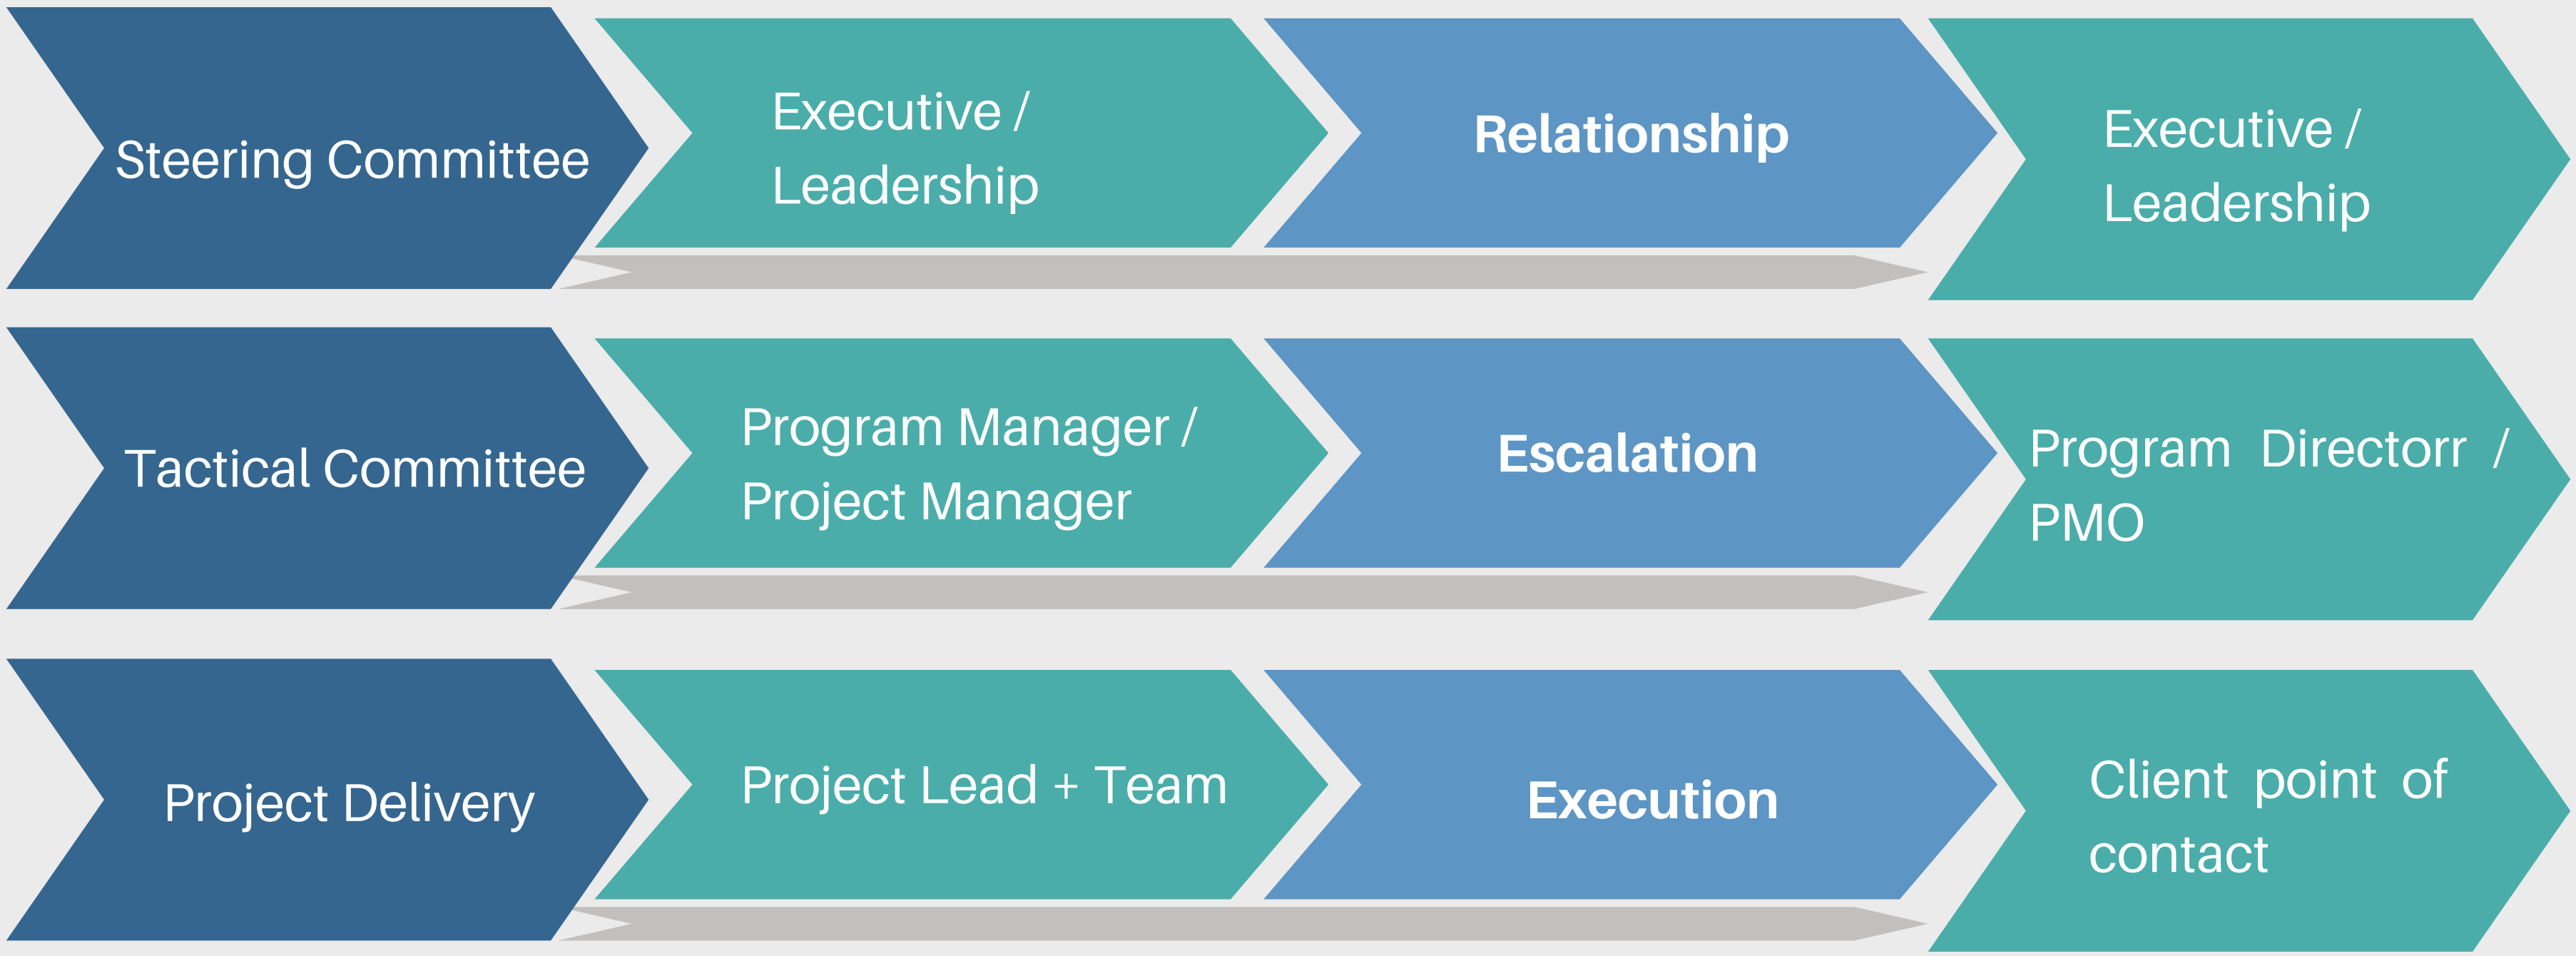 Steering Committee
Executive /
Leadership
Relationship
Executive /
Leadership
Tactical Committee
Program Manager /
Project Manager
Escalation
Program Directorr /
PMO
Project Delivery
Project Lead + Team
Execution
Client point of
contact